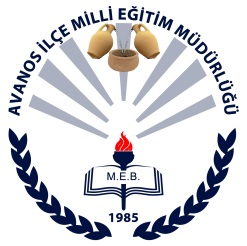 AVANOS İLÇE MİLLİ EĞİTİM MÜDÜRLÜĞÜ
M.E.B.
1985